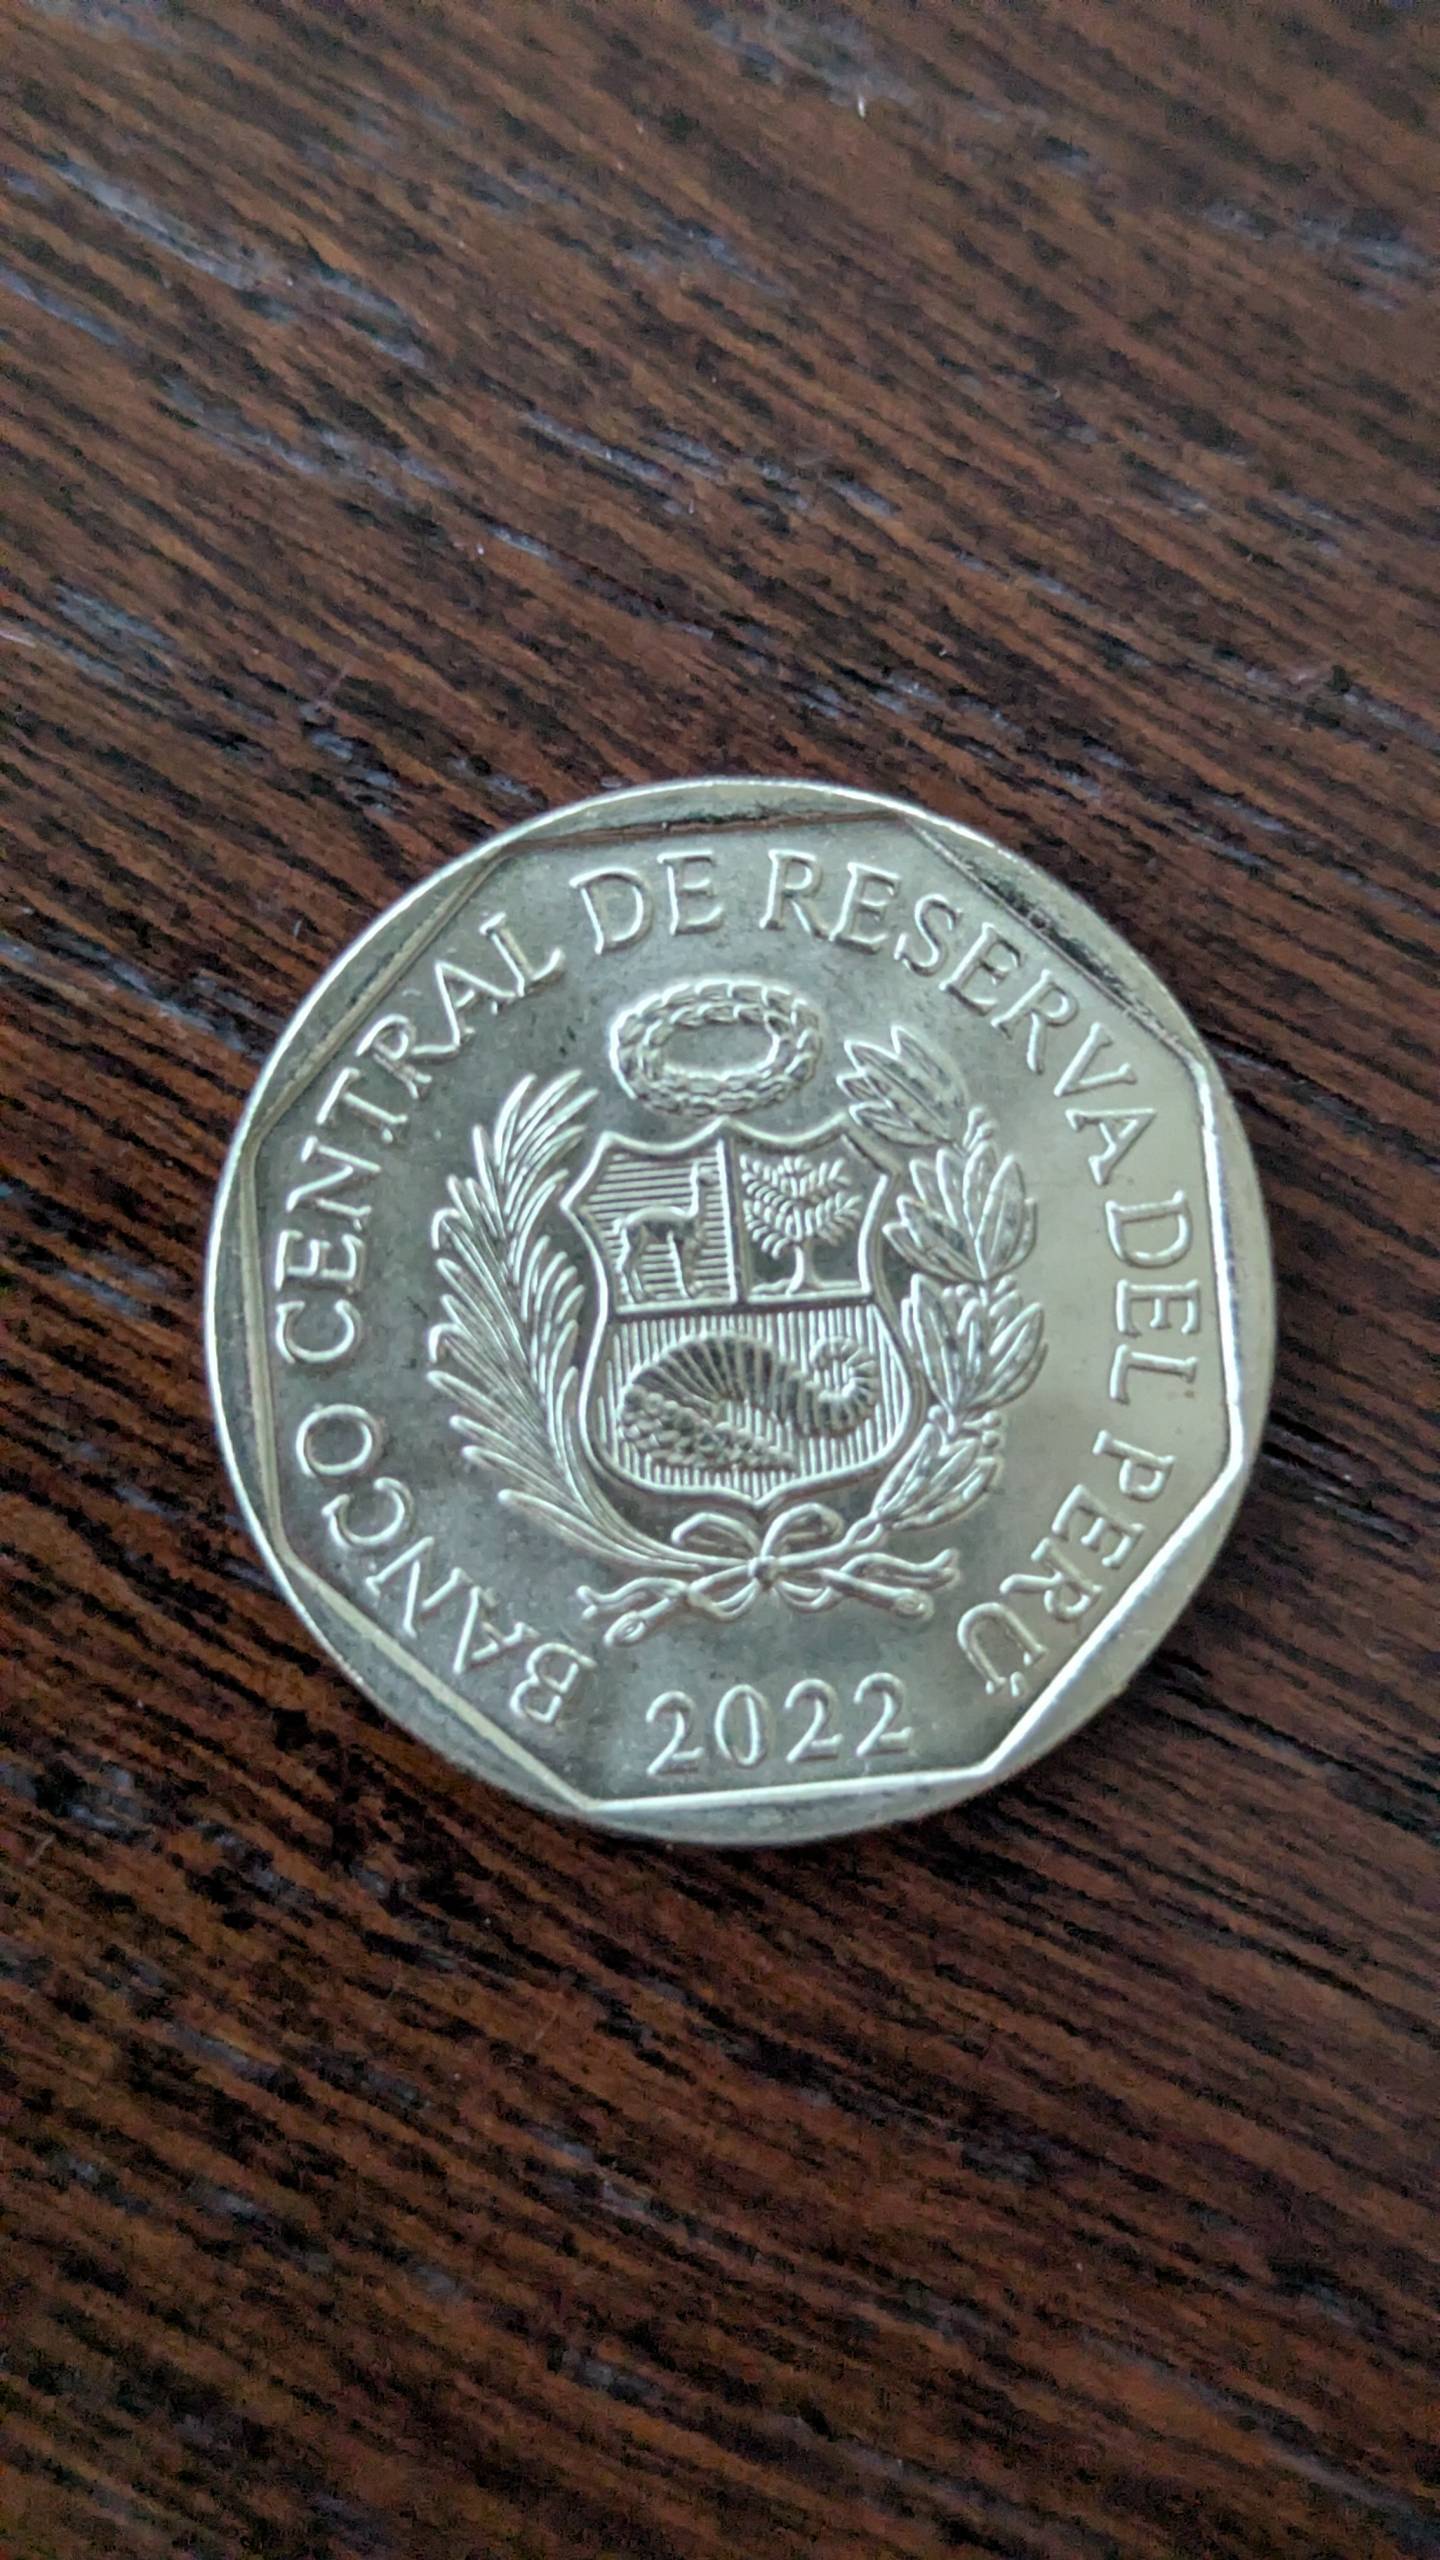 BANCO CENTRAL DE RESERVA DEL PERÚ
2022